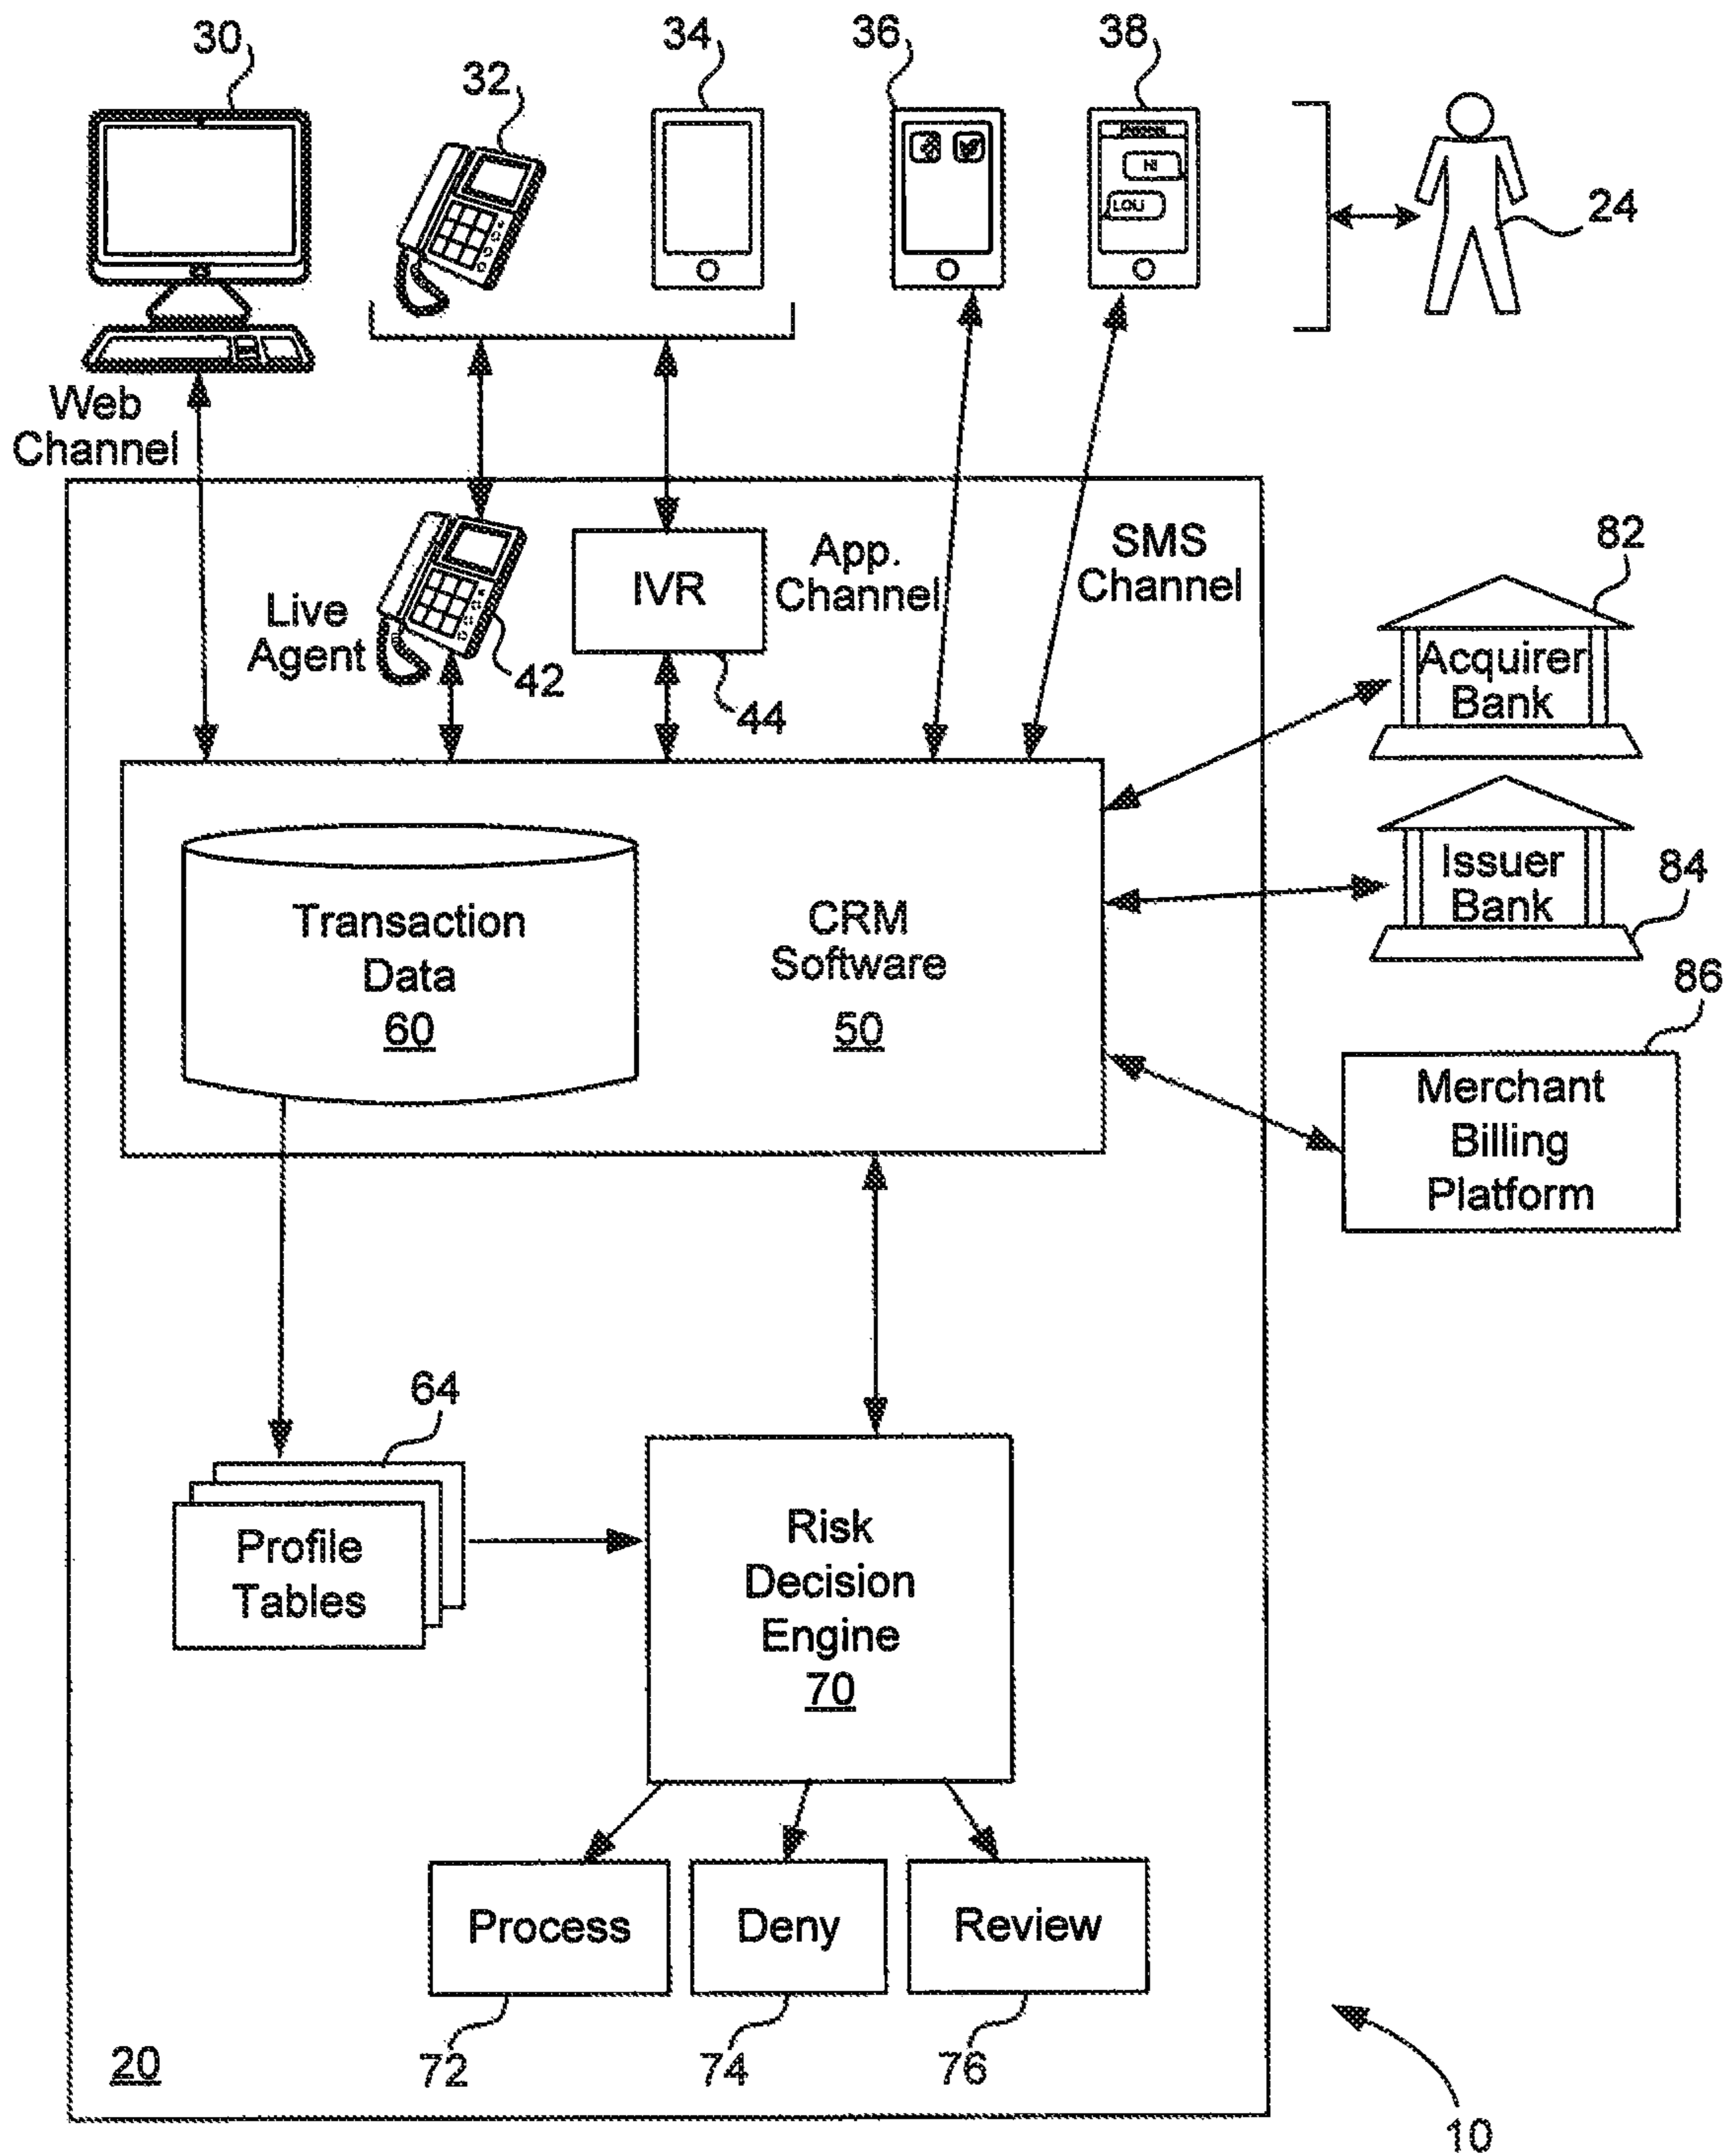 30
32
34
36
38
HI
24
Web
Channel
Live
Agent
42
IVR
44
App.
Channel
SMS
Channel
82
Acquirer
Bank
Issuer
Bank
84
86
Merchant
Billing
Platform
Transaction
Data
60
CRM
Software
50
64
Profile
Tables
Risk
Decision
Engine
70
Process
Deny
Review
72
74
76
20
10